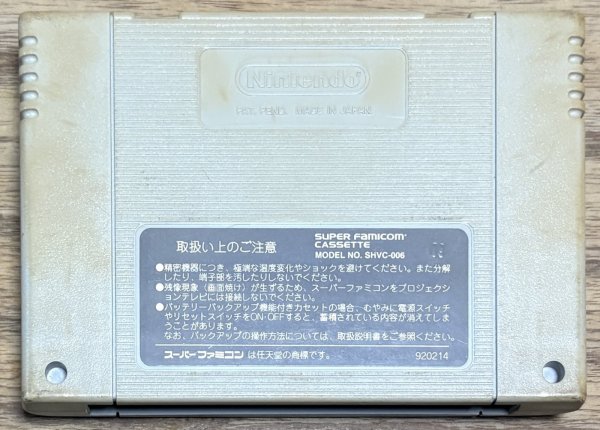 Nintendo
PAT. PEND. MADE IN JAPAN.
取扱い上のご注意
SUPER FAMICOM
CASSETTE
MODEL NO. SHVC-006
N
●精密機器につき、極端な温度変化やショックを避けてください。また分解
したり、端子部を汚したりしないでください。
●残像現象(画面焼け)が生ずるため、スーパーファミコンをプロジェクショ
ンテレビには接続しないでください。
●バッテリーバックアップ機能付きカセットの場合、むやみに電源スイッチ
やリセットスイッチをON・OFFすると、蓄積されている内容が消えてしま
うことがあります。
なお、バックアップの操作方法については、取扱説明書をご参照ください。
スーパーファミコン は任天堂の商標です。
920214